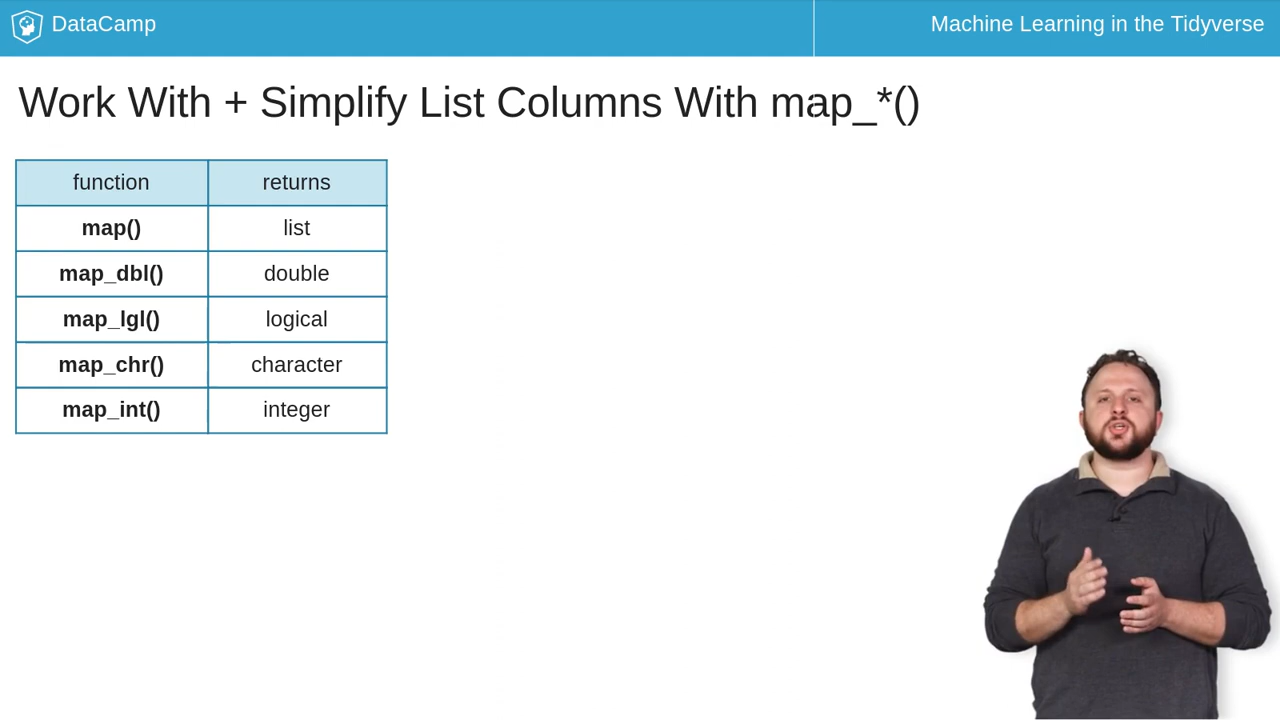 DataCamp
Machine Learning in the Tidyverse
Work With + Simplify List Columns With map_*()
function returns
map() list
map_dbl() double
map_lgl() logical
map_chr() character
map_int() integer